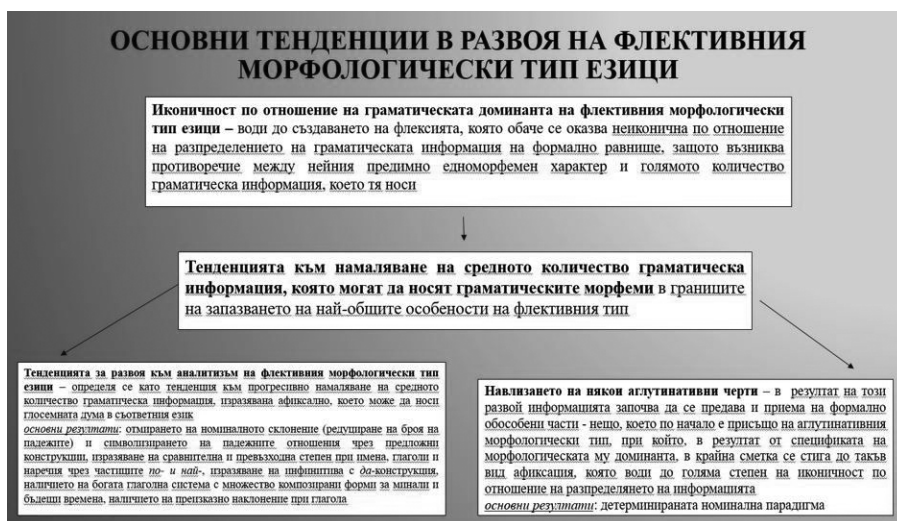 ОСНОВНИ ТЕНДЕНЦИИ В РАЗВОЯ НА ФЛЕКТИВНИЯ
МОРФОЛОГИЧЕСКИ ТИП ЕЗИЦИ
Иконичност по отношение на граматическата доминанта на флективния морфологически
тип езици – води до създаването на флексията, която обаче се оказва неиконична по отношение
на разпределението на граматическата информация на формално равнище, защото възниква
противоречие между нейния предимно едноморфемен характер и голямото количество
граматическа информация, което тя носи
Тенденцията към намаляване на средното количество граматическа
информация, която могат да носят граматическите морфеми в границите
на запазването на най-общите особености на флективния тип
Тенденцията за развоя към аналитизъм на флективния морфологически тип
езици – определя се като тенденция към прогресивно намаляване на средното
количество граматическа информация, изразявана афиксално, което може да носи
глосемната дума в съответния език
основни резултати: отмирането на номиналното склонение (редуциране на броя на
падежите) и символизирането на падежните отношения чрез предложни
конструкции, изразяване на сравнителна и превъзходна степен при имена, глаголи и
наречия чрез частиците по- и най-, изразяване на инфинитива с да-конструкция,
наличието на богата глаголна система с множество композирани форми за минали и
бъдещи времена, наличието на преизказно наклонение при глагола
Навлизането на някои аглутинативни черти – в резултат на този
развой информацията започва да се предава и приема на формално
обособени части - нещо, което по начало е присъщо на аглутинативния
морфологически тип, при който, в резултат от спецификата на
морфологическата му доминанта, в крайна сметка се стига до такъв
вид афиксация, която води до голяма степен на иконичност по
отношение на разпределянето на информацията
основни резултати: детерминираната номинална парадигма